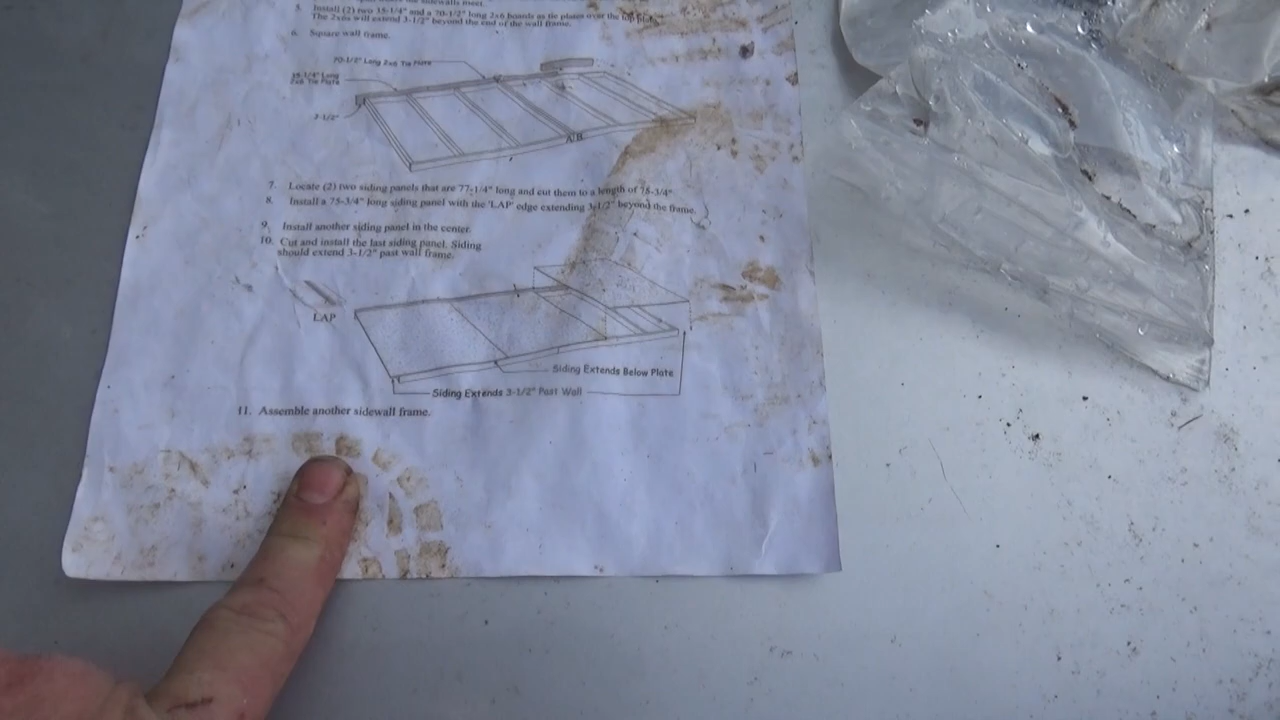 sidewalls meet.
5. Install (2) two 35-1/4" and a 70-1/2" long 2x6 boards as tie plates over the top
The 2x6s will extend 3-1/2" beyond the end of the wall frame.
6. Square wall frame.
70-1/2" Long 2x6 Tie Plate
35-1/4" Long
2x6 Tie Plate
3-1/2"
A B
7. Locate (2) two siding panels that are 77-1/4" long and cut them to a length of 75-3/4"
8. Install a 75-3/4" long siding panel with the 'LAP' edge extending 3-1/2" beyond the frame.
9. Install another siding panel in the center
10. Cut and install the last siding panel. Siding
should extend 3-1/2" past wall frame.
LAP
Siding Extends Below Plate
Siding Extends 3-1/2" Past Wall
11. Assemble another sidewall frame.